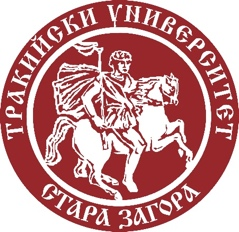 ТРАКИЙСКИ УНИВЕРСИТЕТ
СТАРА ЗАГОРА